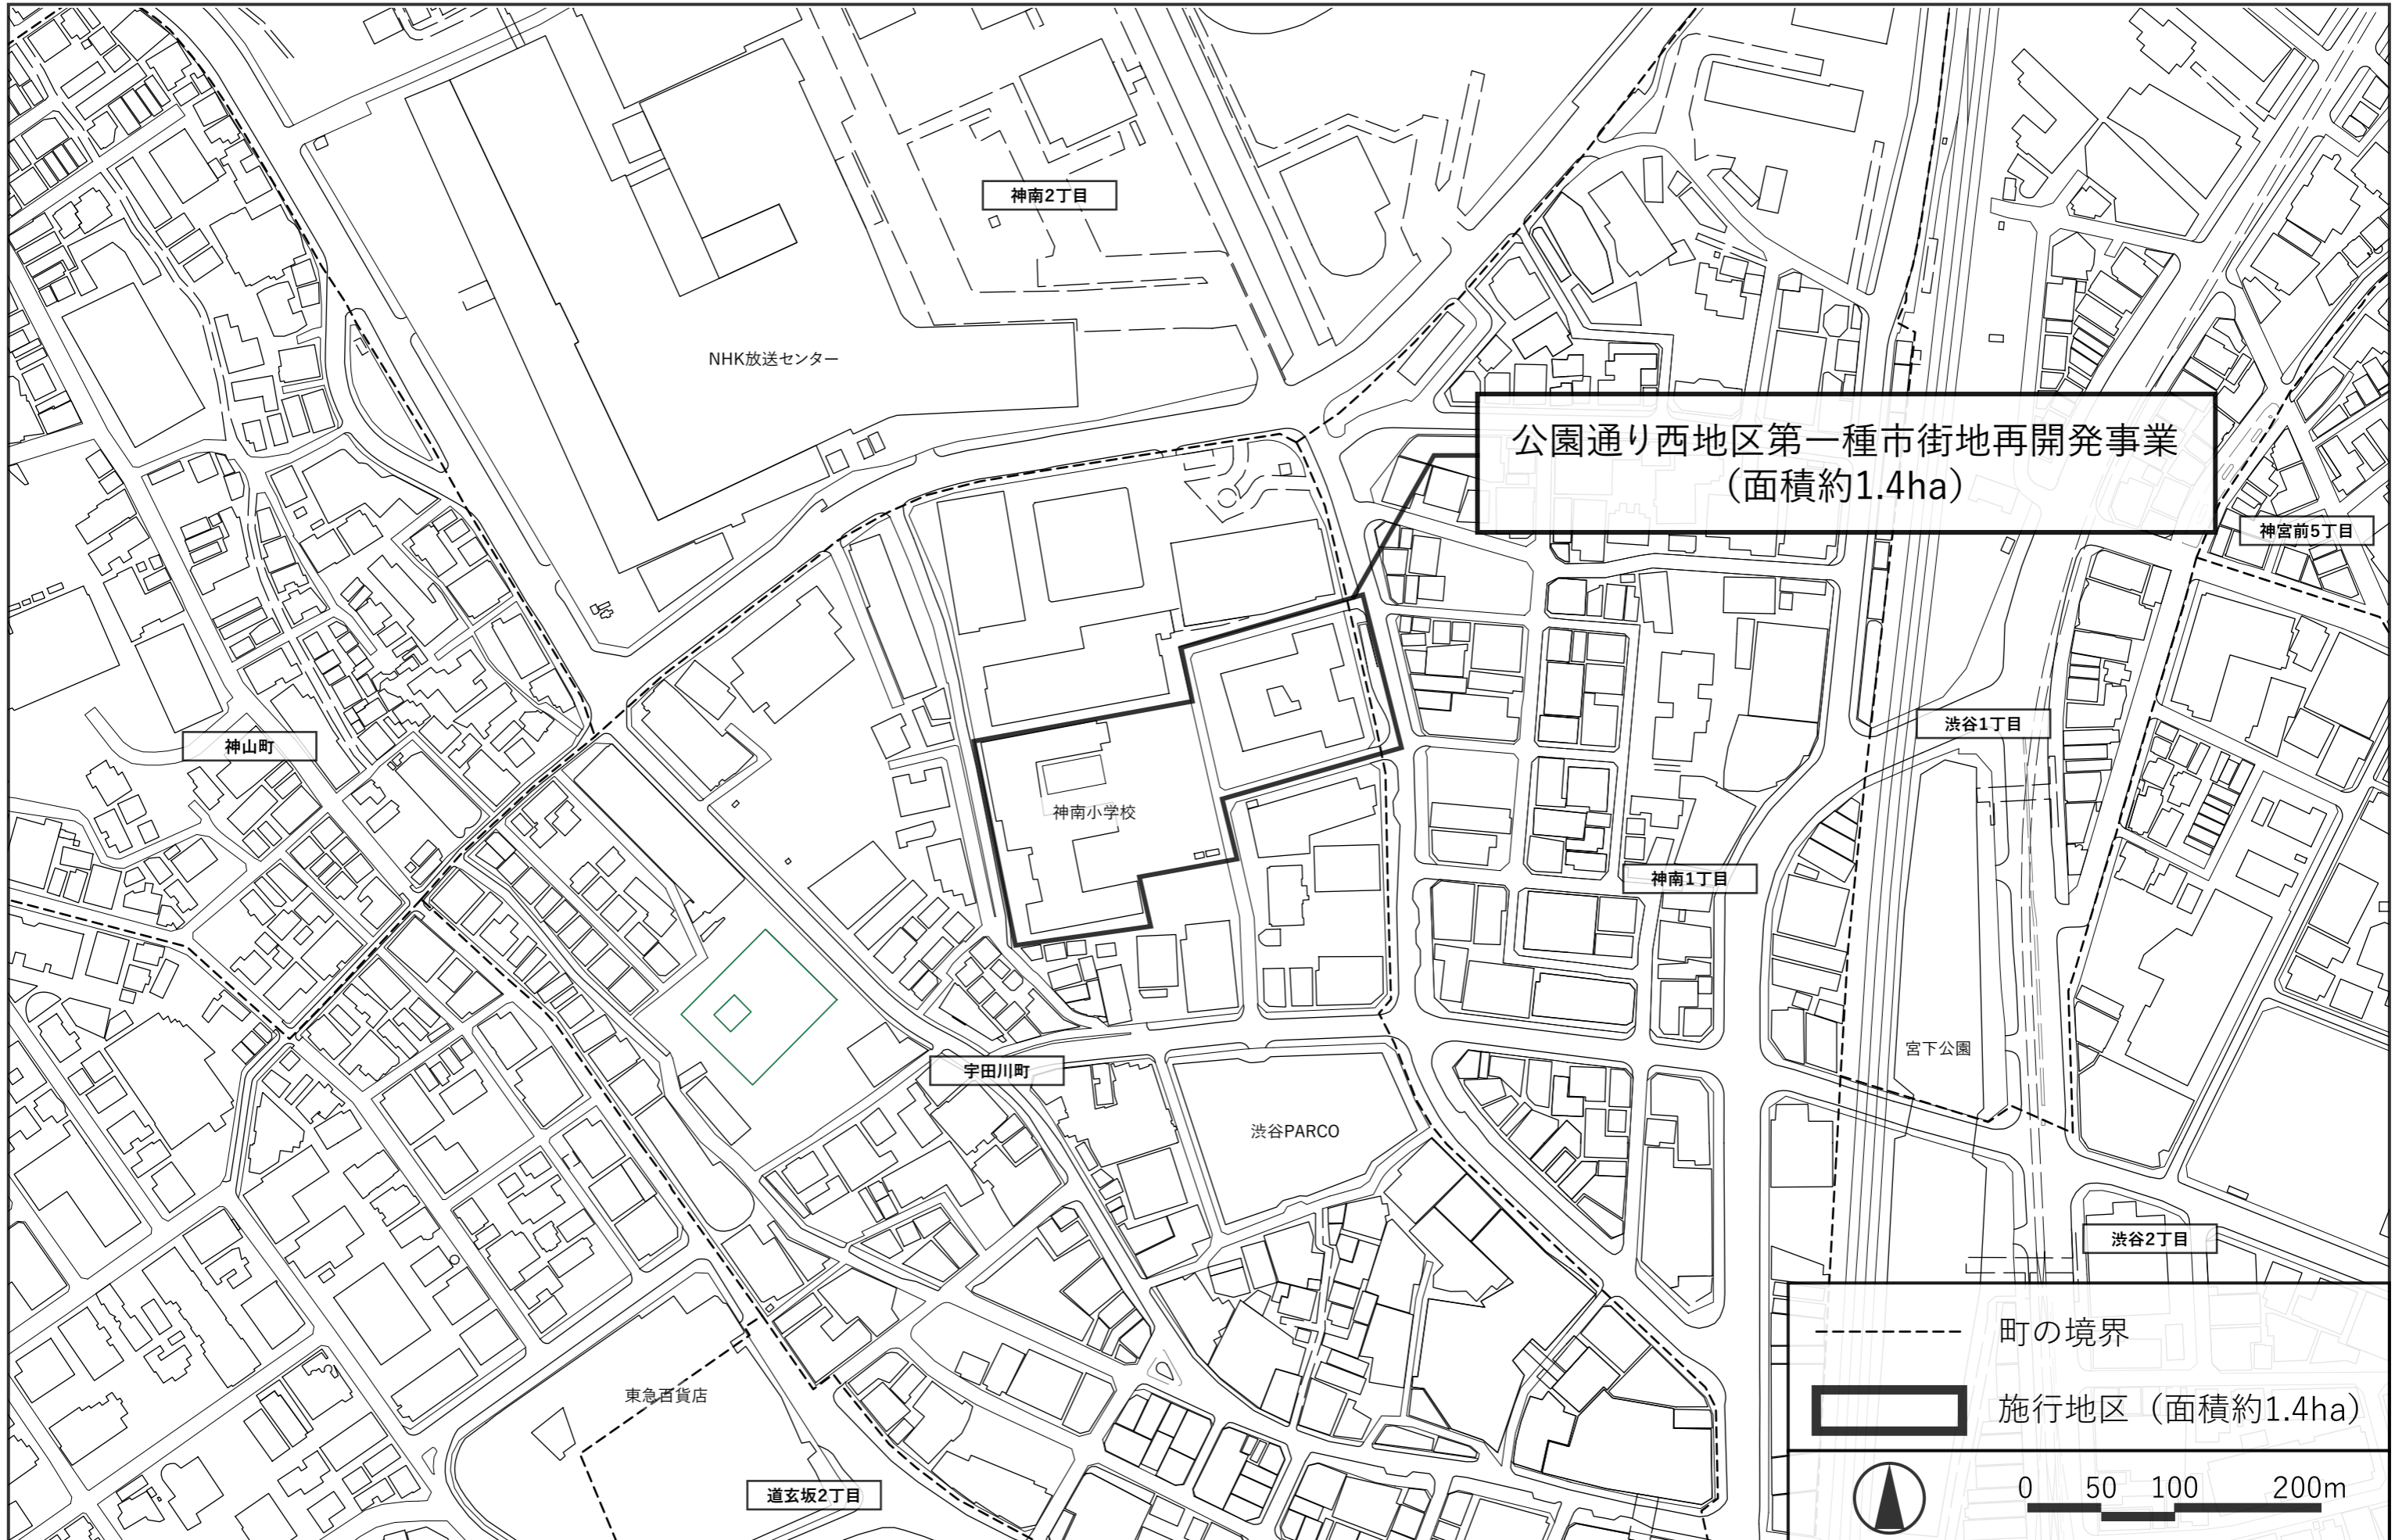 神南2丁目
NHK放送センター
公園通り西地区第一種市街地再開発事業
（面積約1.4ha）
神宮前5丁目
渋谷1丁目
神山町
神南小学校
神南1丁目
宮下公園
宇田川町
渋谷PARCO
渋谷2丁目
東急百貨店
道玄坂2丁目
町の境界
施行地区（面積約1.4ha）
0 50 100 200m